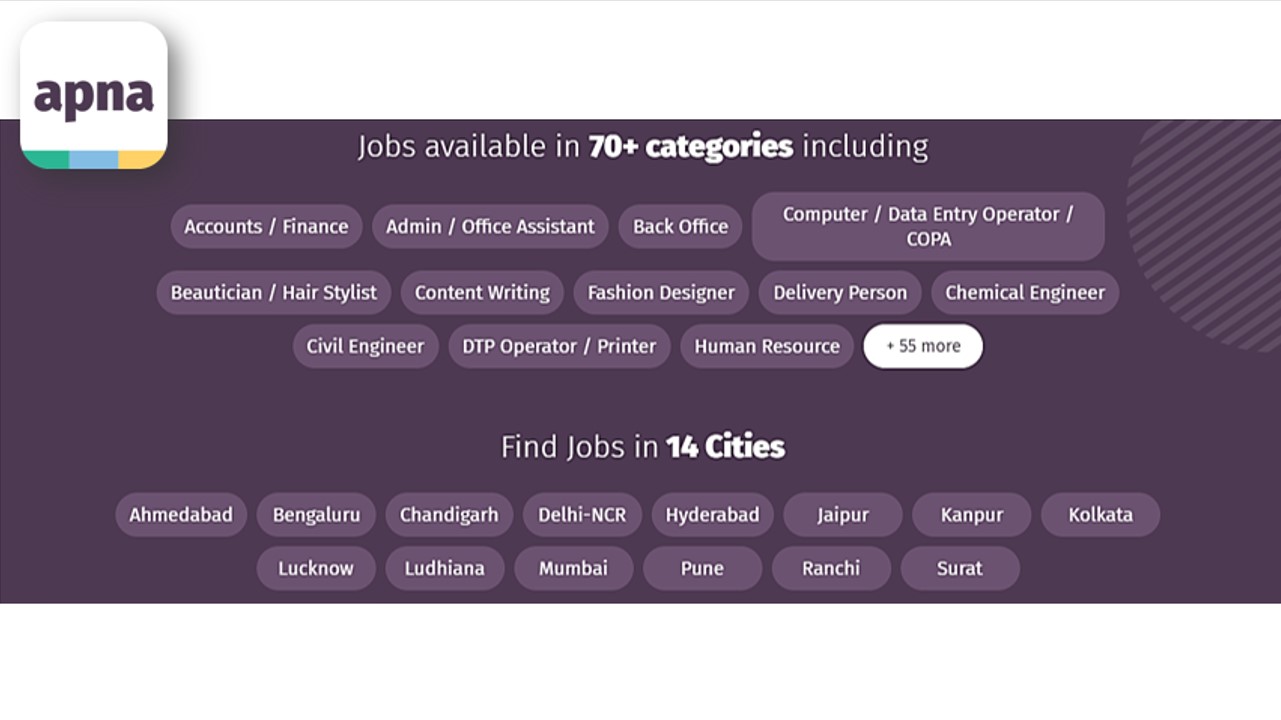 apna
Jobs available in 70+ categories including
Accounts / Finance Admin / Office Assistant Back Office Computer / Data Entry Operator /
COPA
Beautician / Hair Stylist Content Writing Fashion Designer Delivery Person Chemical Engineer
Civil Engineer DTP Operator / Printer Human Resource + 55 more
Find Jobs in 14 Cities
Ahmedabad Bengaluru Chandigarh Delhi-NCR Hyderabad Jaipur Kanpur Kolkata
Lucknow Ludhiana Mumbai Pune Ranchi Surat